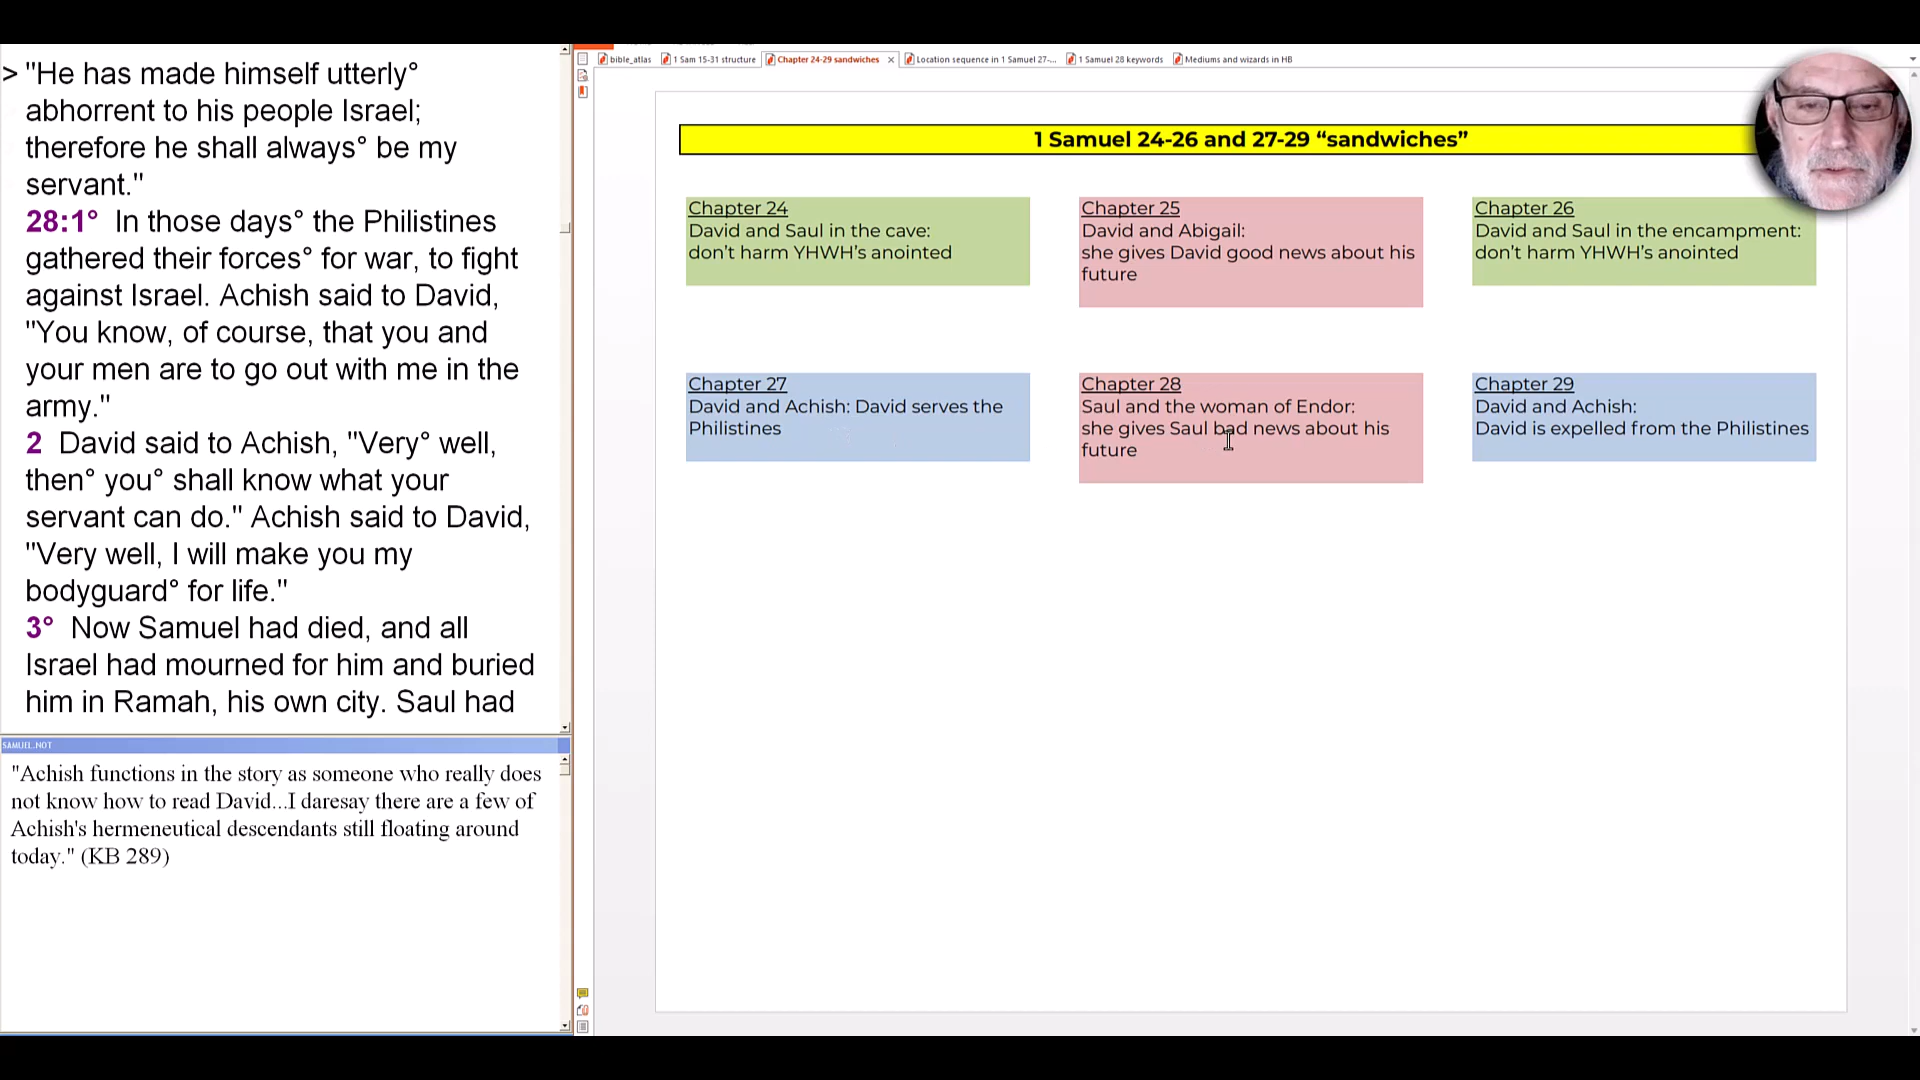 > "He has made himself utterly°
abhorrent to his people Israel;
therefore he shall always° be my
servant."
28:1° In those days° the Philistines
gathered their forces° for war, to fight
against Israel. Achish said to David,
"You know, of course, that you and
your men are to go out with me in the
army."
2 David said to Achish, "Very° well,
then° you° shall know what your
servant can do." Achish said to David,
"Very well, I will make you my
bodyguard° for life."
3° Now Samuel had died, and all
Israel had mourned for him and buried
him in Ramah, his own city. Saul had
SAMUEL.NOT
"Achish functions in the story as someone who really does
not know how to read David...I daresay there are a few of
Achish's hermeneutical descendants still floating around
today." (KB 289)
bible_atlas
1 Sam 15-31 structure
Chapter 24-29 sandwiches
Location sequence in 1 Samuel 27-...
1 Samuel 28 keywords
Mediums and wizards in HB
1 Samuel 24-26 and 27-29 “sandwiches”
Chapter 24
David and Saul in the cave:
don’t harm YHWH’s anointed
Chapter 25
David and Abigail:
she gives David good news about his
future
Chapter 26
David and Saul in the encampment:
don’t harm YHWH’s anointed
Chapter 27
David and Achish: David serves the
Philistines
Chapter 28
Saul and the woman of Endor:
she gives Saul bad news about his
future
Chapter 29
David and Achish:
David is expelled from the Philistines